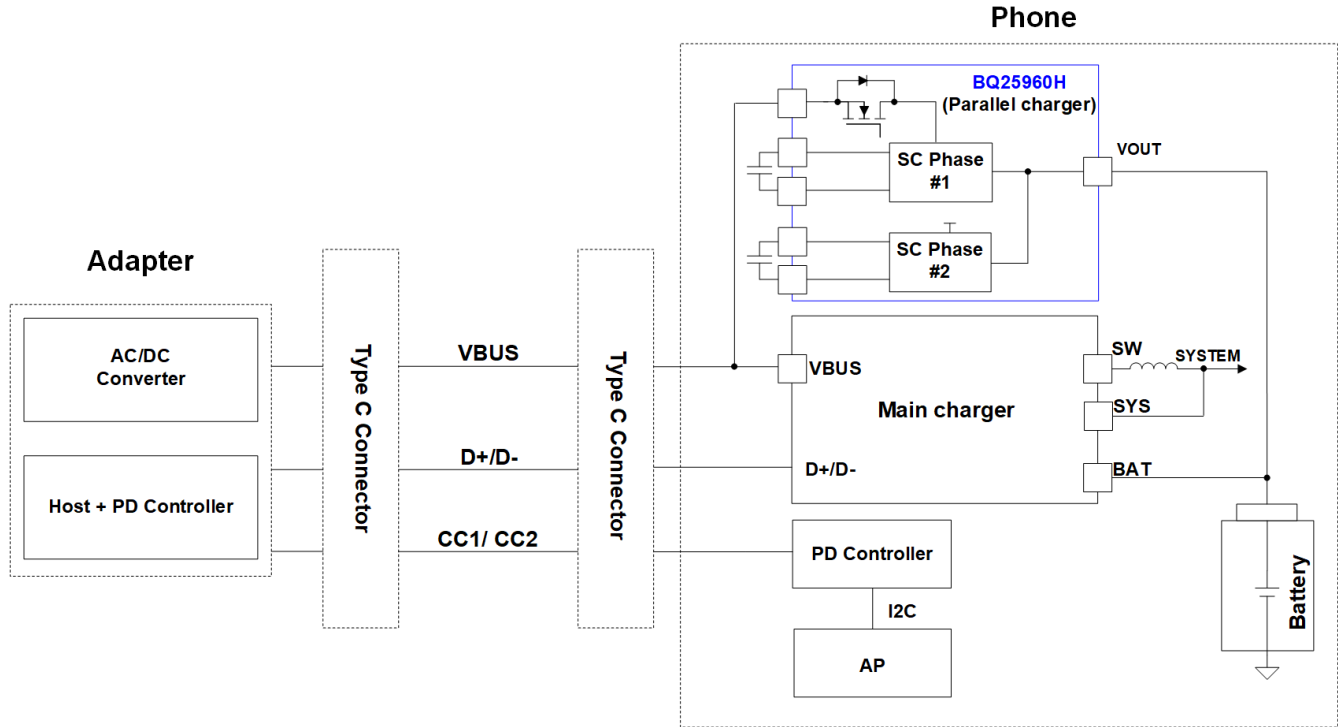 Phone
BQ25960H
(Parallel charger)
SC Phase
#1
VOUT
SC Phase
#2
Adapter
AC/DC
Converter
Host + PD Controller
Type C Connector
VBUS
D+/D-
CC1/ CC2
Type C Connector
VBUS
Main charger
D+/D-
SW
SYSTEM
SYS
BAT
PD Controller
I2C
AP
Battery